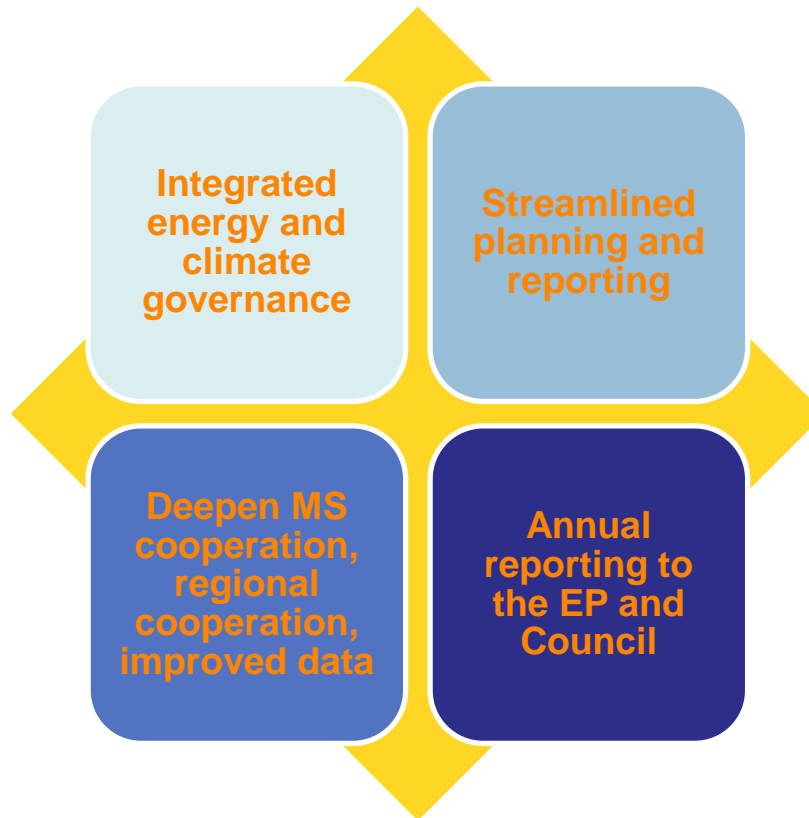 Integrated
energy and
climate
governance
Streamlined
planning and
reporting
Deepen MS
cooperation,
regional
cooperation,
improved data
Annual
reporting to
the EP and
Council